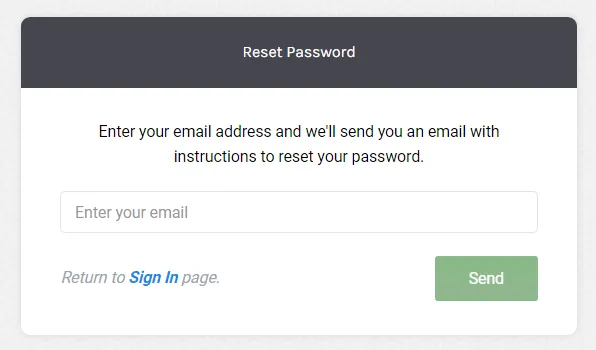 Reset Password
Enter your email address and we'll send you an email with
instructions to reset your password.
Enter your email
Return to Sign In page.
Send